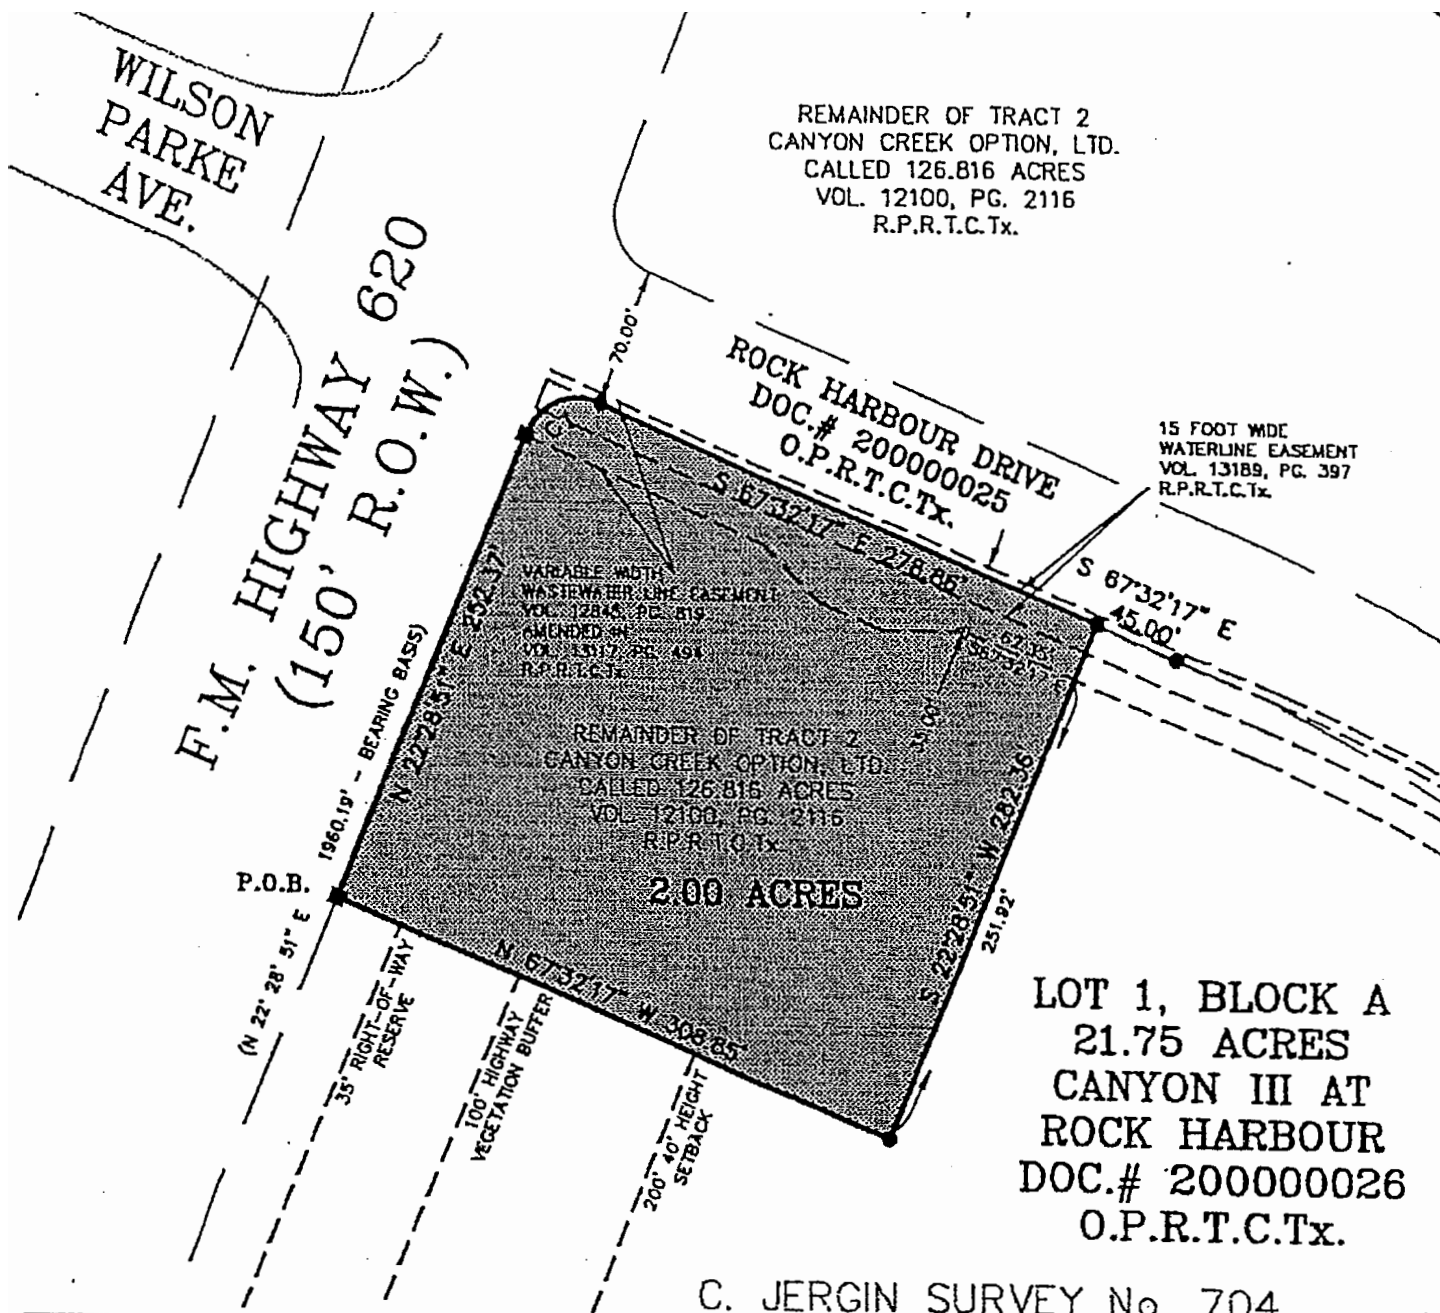 WILSON
PARKE
AVE.
REMAINDER OF TRACT 2
CANYON CREEK OPTION, LTD.
CALLED 126.816 ACRES
VOL. 12100, PG. 2116
R.P.R.T.C.Tx.
F.M. HIGHWAY 620
(150' R.O.W.)
70.00'
ROCK HARBOUR DRIVE
DOC.# 200000025
O.P.R.T.C.Tx.
15 FOOT WIDE
WATERLINE EASEMENT
VOL. 13189, PG. 397
R.P.R.T.C.Tx.
S 67°32'17" E 278.85'
S 67°32'17" E
45.00'
C
VARIABLE WIDTH
WASTEWATER LINE EASEMENT
VOL. 12845, PG. 819
AMENDED IN
VOL. 13117, PG. 494
R.P.R.T.C.Tx.
35.00'
N 22°28'51" E 252.37'
1960.19' - BEARING BASIS)
(N 22° 28' 51" E
P.O.B.
REMAINDER OF TRACT 2
CANYON CREEK OPTION, LTD.
CALLED 126.816 ACRES
VOL. 12100, PG. 2116
R.P.R.T.C.Tx.
2.00 ACRES
S 22°28'51" W 282.36'
251.92'
N 67°32'17" W 308.85'
35' RIGHT-OF-WAY
RESERVE
100' HIGHWAY
VEGETATION BUFFER
200' 40' HEIGHT
SETBACK
LOT 1, BLOCK A
21.75 ACRES
CANYON III AT
ROCK HARBOUR
DOC.# 200000026
O.P.R.T.C.Tx.
C. JERGIN SURVEY No. 704